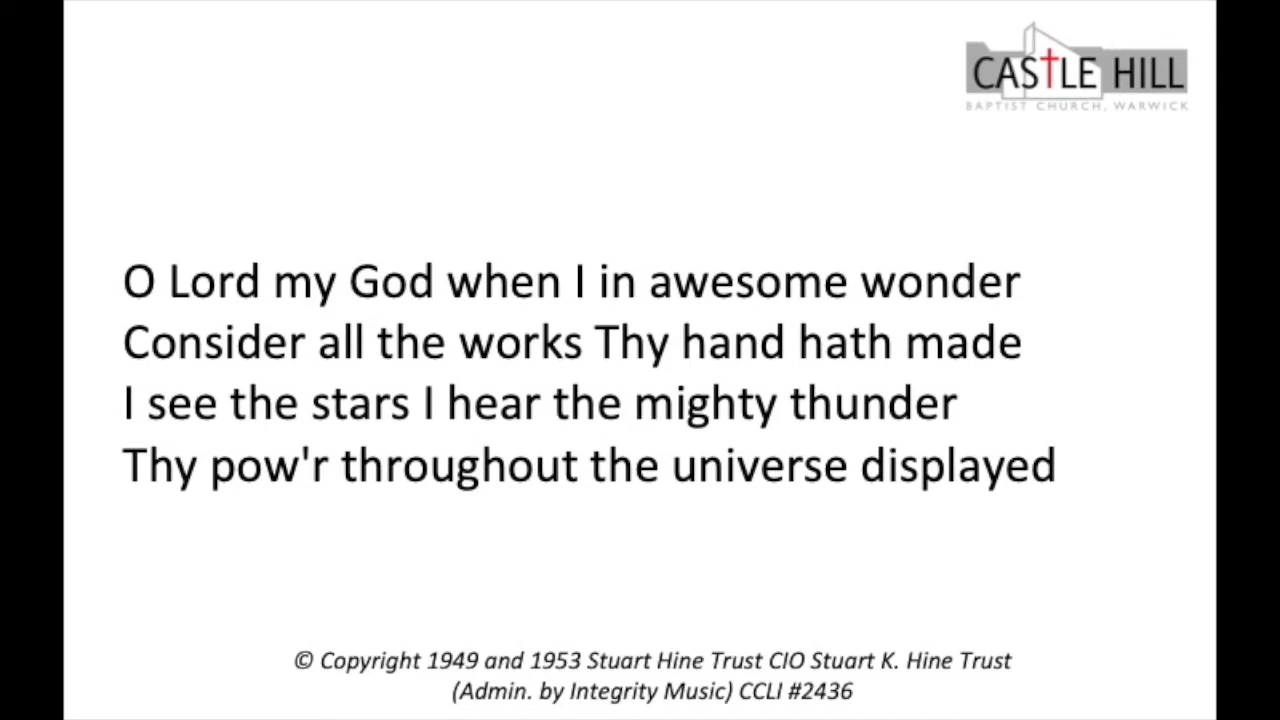 CASTLE HILL
BAPTIST CHURCH, WARWICK
O Lord my God when I in awesome wonder
Consider all the works Thy hand hath made
I see the stars I hear the mighty thunder
Thy pow'r throughout the universe displayed
© Copyright 1949 and 1953 Stuart Hine Trust CIO Stuart K. Hine Trust
(Admin. by Integrity Music) CCLI #2436